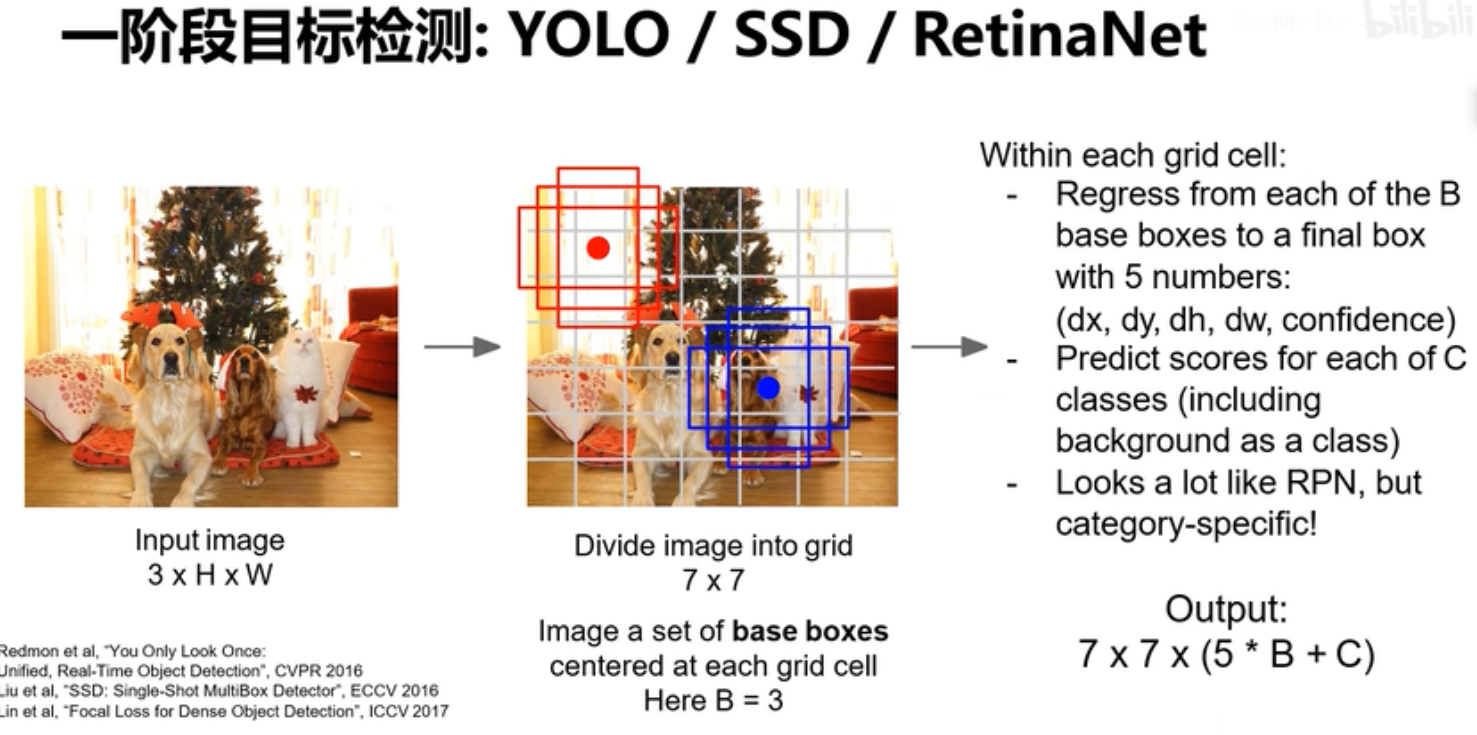 一阶段目标检测: YOLO / SSD / RetinaNet
bilibili
Input image
3 x H x W
Redmon et al, “You Only Look Once:
Unified, Real-Time Object Detection”, CVPR 2016
Liu et al, “SSD: Single-Shot MultiBox Detector”, ECCV 2016
Lin et al, “Focal Loss for Dense Object Detection”, ICCV 2017
Divide image into grid
7 x 7
Image a set of base boxes
centered at each grid cell
Here B = 3
Within each grid cell:
- Regress from each of the B
base boxes to a final box
with 5 numbers:
(dx, dy, dh, dw, confidence)
- Predict scores for each of C
classes (including
background as a class)
- Looks a lot like RPN, but
category-specific!
Output:
7 x 7 x (5 * B + C)